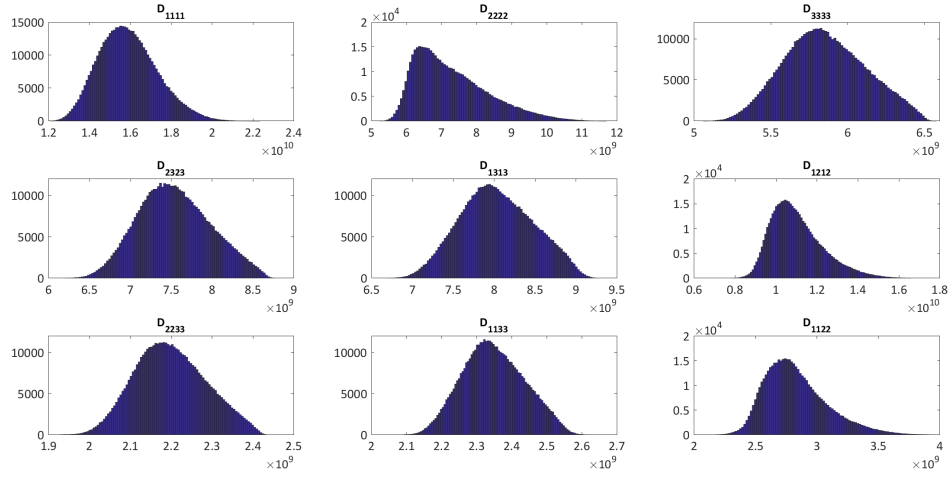 D1111
15000
10000
5000
0
1.2 1.4 1.6 1.8 2 2.2 2.4
×10^10
D2222
2 ×10^4
1.5
1
0.5
0
5 6 7 8 9 10 11 12
×10^9
D3333
10000
5000
0
5 5.5 6 6.5
×10^9
D2323
10000
5000
0
6 6.5 7 7.5 8 8.5 9
×10^9
D1313
10000
5000
0
6.5 7 7.5 8 8.5 9 9.5
×10^9
D1212
2 ×10^4
1.5
1
0.5
0
0.6 0.8 1 1.2 1.4 1.6 1.8
×10^10
D2233
10000
5000
0
1.9 2 2.1 2.2 2.3 2.4 2.5
×10^9
D1133
10000
5000
0
2 2.1 2.2 2.3 2.4 2.5 2.6 2.7
×10^9
D1122
2 ×10^4
1.5
1
0.5
0
2 2.5 3 3.5 4
×10^9